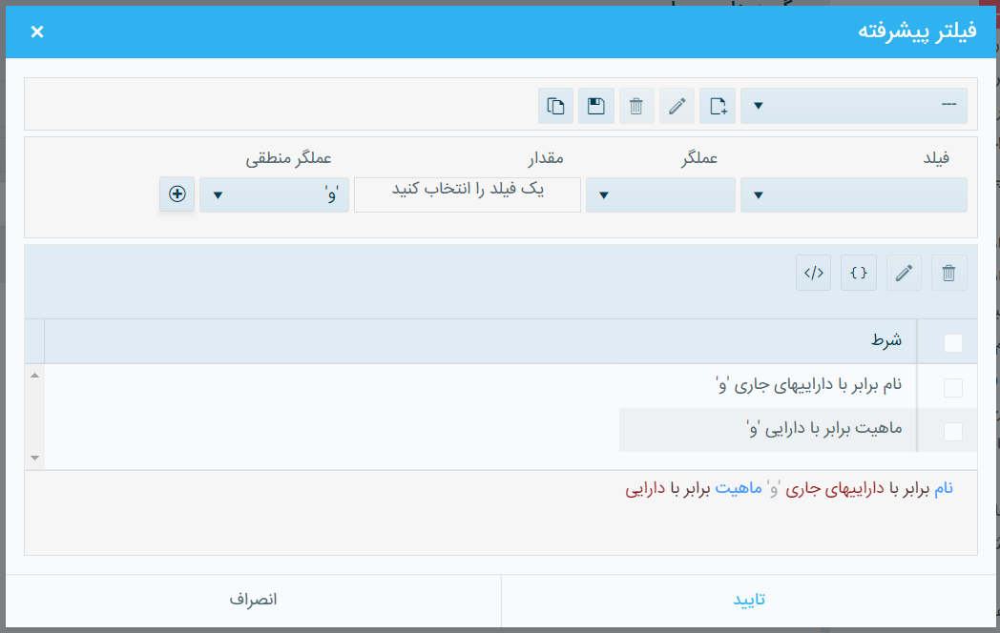 فیلتر پیشرفته
---
فیلد عملگر مقدار عملگر منطقی
یک فیلد را انتخاب کنید 'و'
</> { }
شرط
نام برابر با داراییهای جاری 'و'
ماهیت برابر با دارایی 'و'
نام برابر با داراییهای جاری 'و' ماهیت برابر با دارایی
تایید انصراف